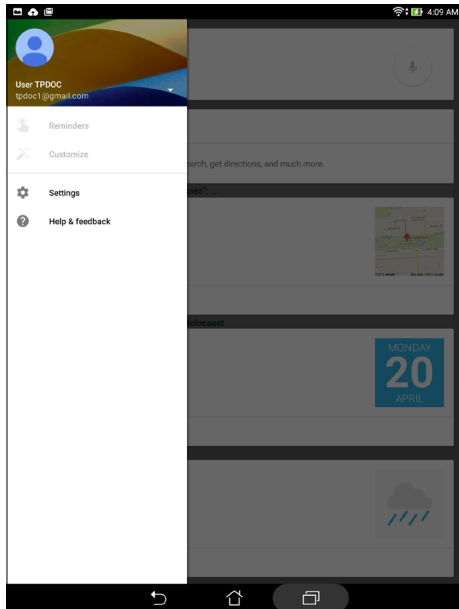 4:09 AM
User TPDOC
tpdoc1@gmail.com
Reminders
Customize
Settings
Help & feedback
earch, get directions, and much more.
MONDAY
20
APRIL